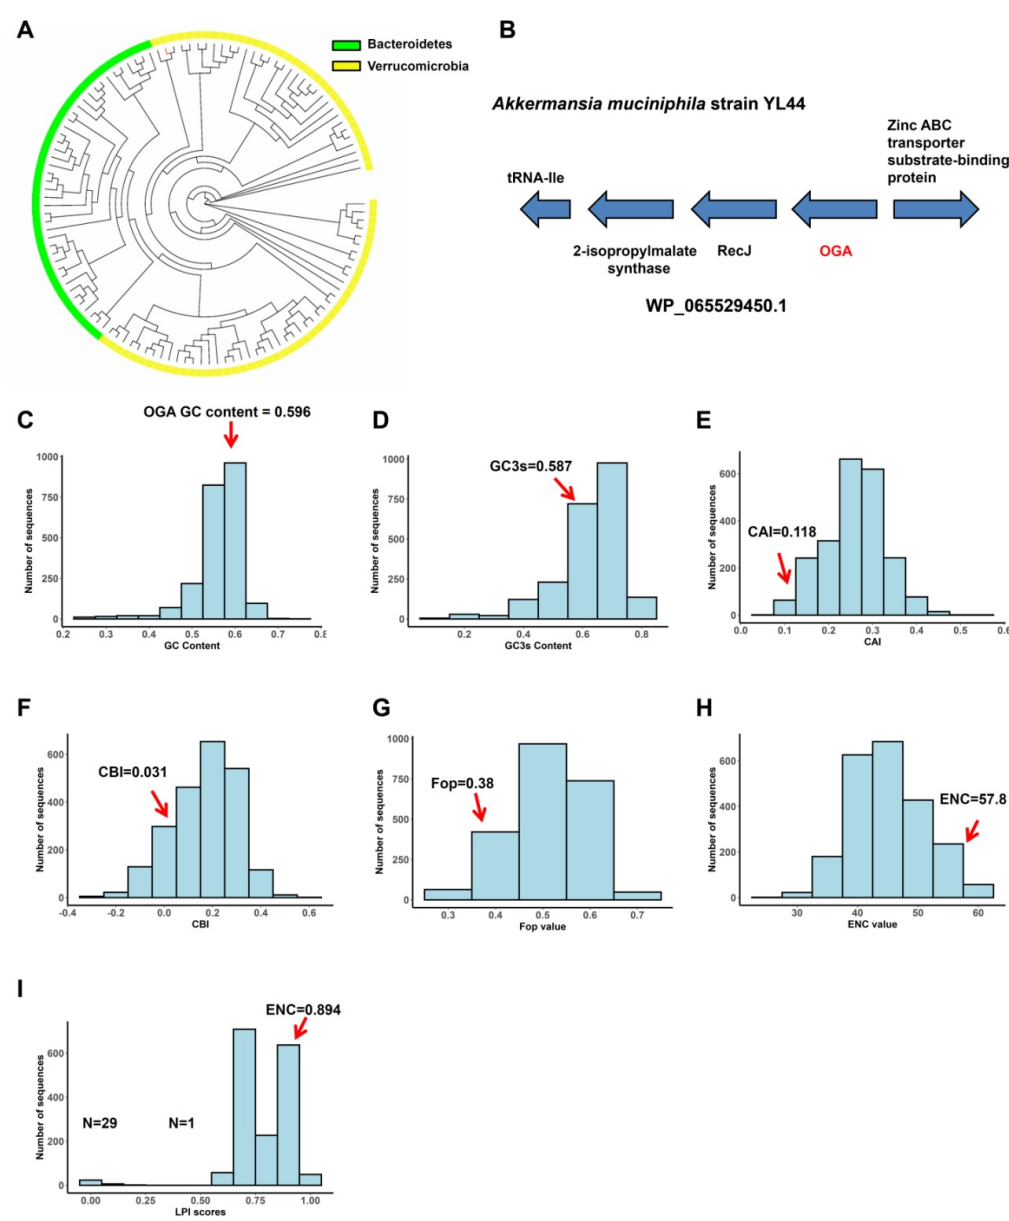 A
Bacteroidetes
Verrucomicrobia
B
Akkermansia muciniphila strain YL44
Zinc ABC
transporter
substrate-binding
protein
tRNA-Ile
2-isopropylmalate
synthase
RecJ
OGA
WP_065529450.1
C
OGA GC content = 0.596
Number of sequences
1000
750
500
250
0
0.2 0.3 0.4 0.5 0.6 0.7 0.8
GC Content
D
GC3s=0.587
Number of sequences
1000
750
500
250
0
0.2 0.4 0.6 0.8
GC3s Content
E
CAI=0.118
Number of sequences
600
400
200
0
0.0 0.1 0.2 0.3 0.4 0.5 0.6
CAI
F
CBI=0.031
Number of sequences
600
400
200
0
-0.4 -0.2 0.0 0.2 0.4 0.6
CBI
G
Fop=0.38
Number of sequences
1000
750
500
250
0
0.3 0.4 0.5 0.6 0.7
Fop value
H
ENC=57.8
Number of sequences
600
400
200
0
30 40 50 60
ENC value
I
ENC=0.894
N=29 N=1
Number of sequences
600
400
200
0
0.00 0.25 0.50 0.75 1.00
LPI scores